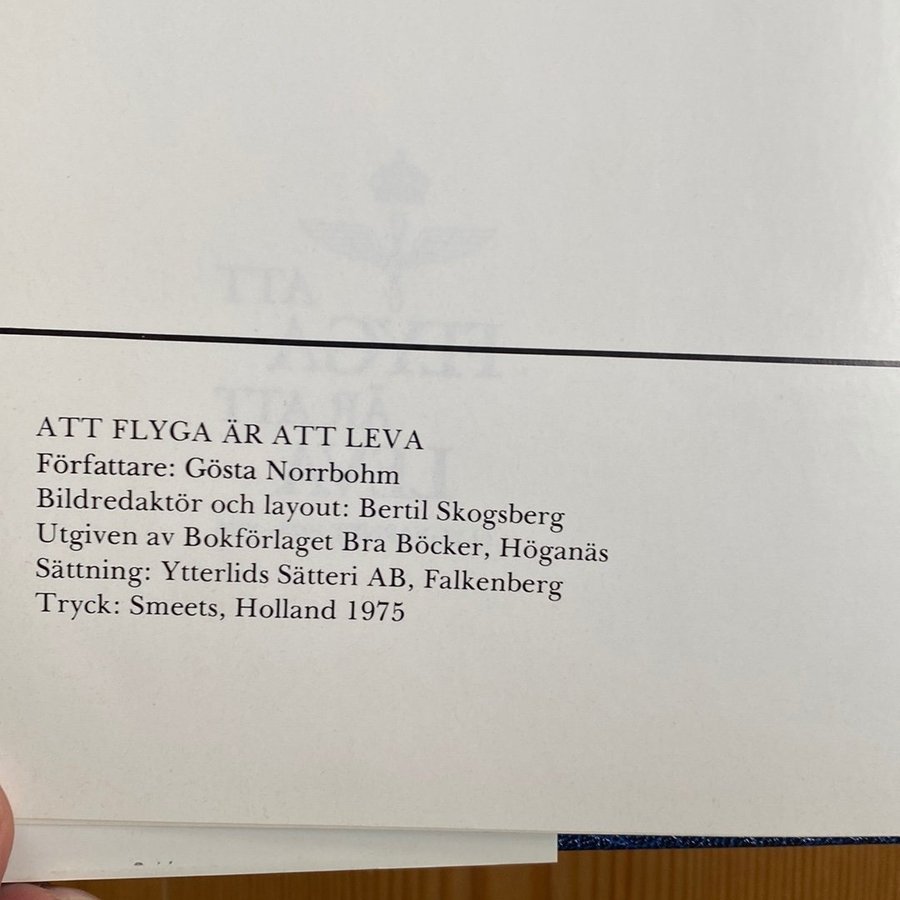 ATT FLYGA ÄR ATT LEVA
Författare: Gösta Norrbohm
Bildredaktör och layout: Bertil Skogsberg
Utgiven av Bokförlaget Bra Böcker, Höganäs
Sättning: Ytterlids Sätteri AB, Falkenberg
Tryck: Smeets, Holland 1975